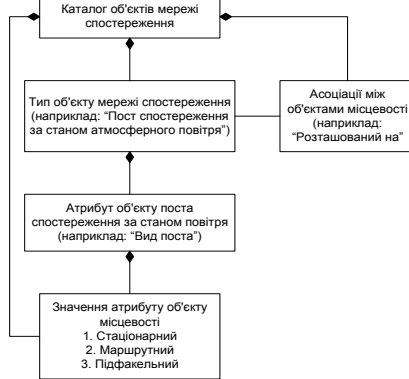 Каталог об'єктів мережі
спостереження
Тип об'єкту мережі спостереження
(наприклад: “Пост спостереження
за станом атмосферного повітря”)
Асоціації між
об'єктами місцевості
(наприклад:
“Розташований на”
Атрибут об'єкту поста
спостереження за станом повітря
(наприклад: “Вид поста”)
Значення атрибуту об'єкту
місцевості
1. Стаціонарний
2. Маршрутний
3. Підфакельний